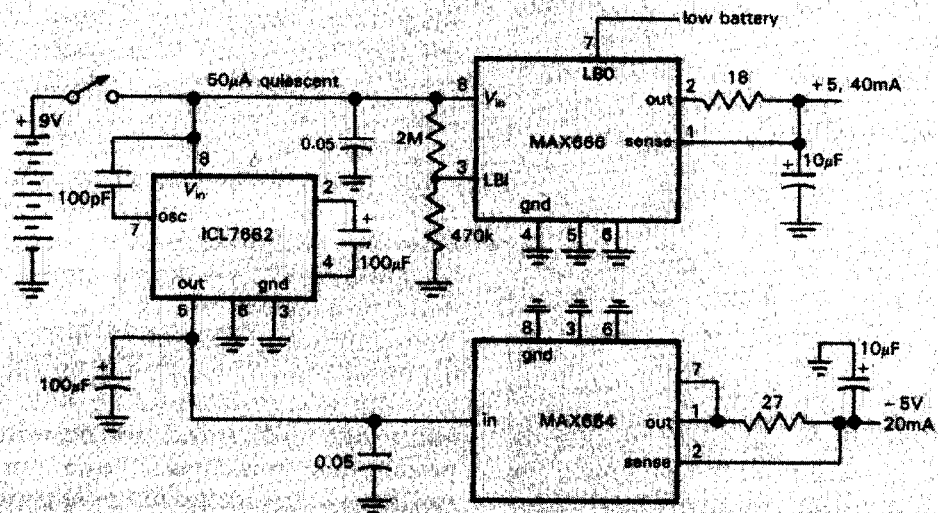 low battery
7
LBO
50µA quiescent
8
V in
2
out
18
+5, 40mA
+
9V
0.05
2M
MAX666
1
sense
3
LBI
+
10µF
8
V in
100pF
7
osc
ICL7662
2
+
4
100µF
470k
gnd
4
5
6
out
gnd
5
6
3
8
3
6
gnd
+
100µF
10µF
+
7
in
MAX664
out
1
27
-5V
20mA
sense
2
0.05